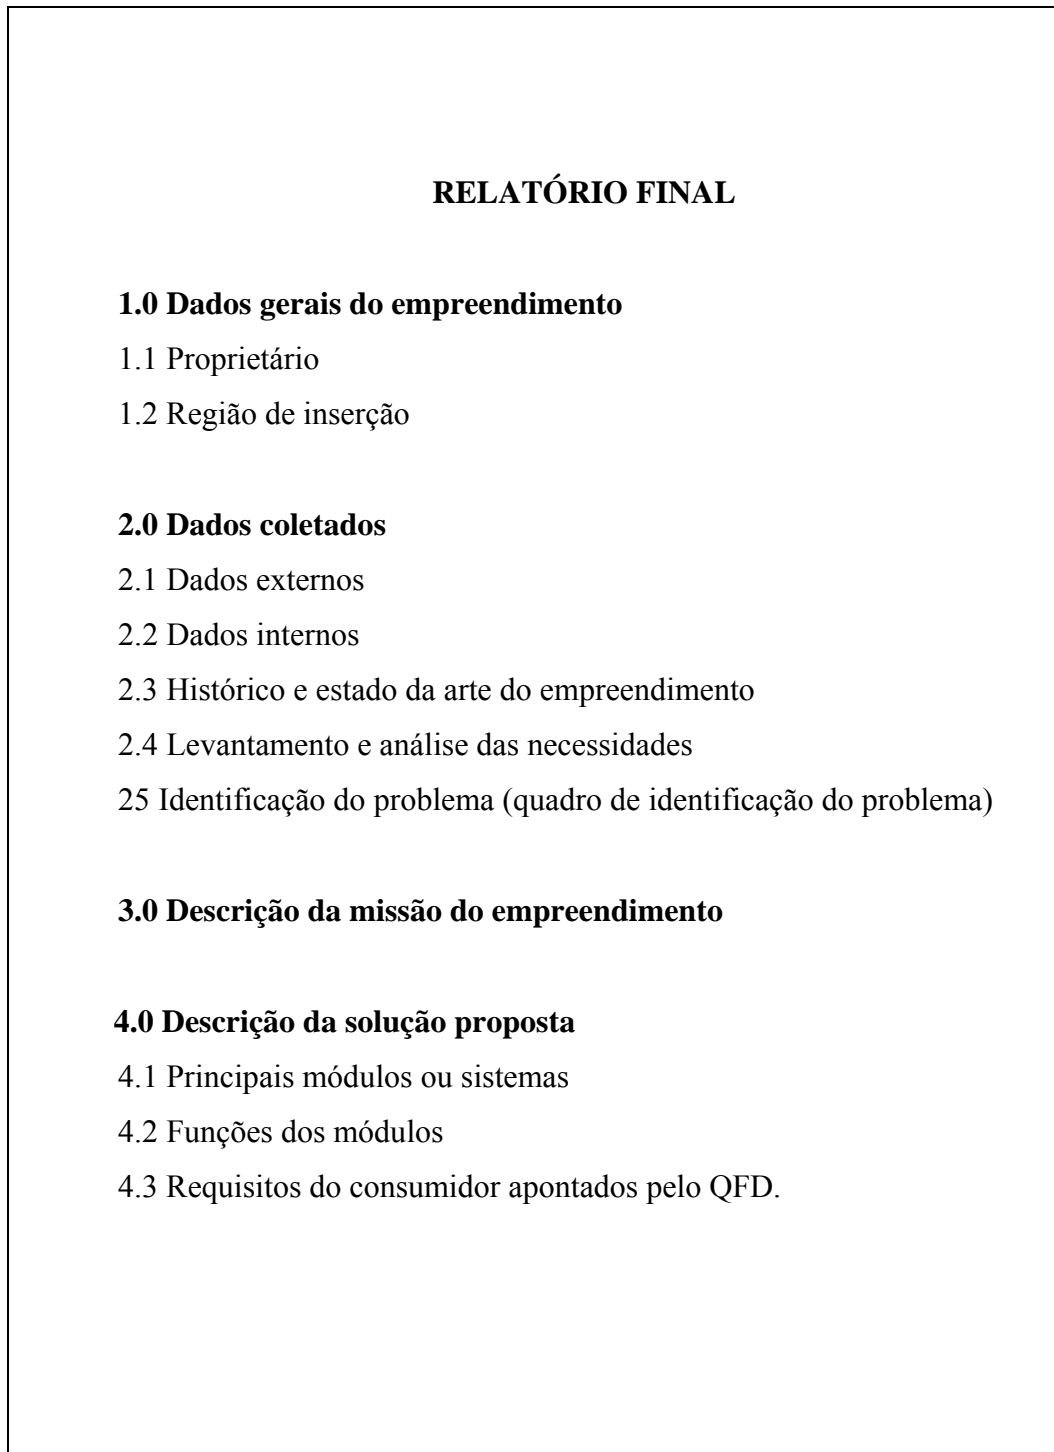 RELATÓRIO FINAL
1.0 Dados gerais do empreendimento
1.1 Proprietário
1.2 Região de inserção
2.0 Dados coletados
2.1 Dados externos
2.2 Dados internos
2.3 Histórico e estado da arte do empreendimento
2.4 Levantamento e análise das necessidades
25 Identificação do problema (quadro de identificação do problema)
3.0 Descrição da missão do empreendimento
4.0 Descrição da solução proposta
4.1 Principais módulos ou sistemas
4.2 Funções dos módulos
4.3 Requisitos do consumidor apontados pelo QFD.